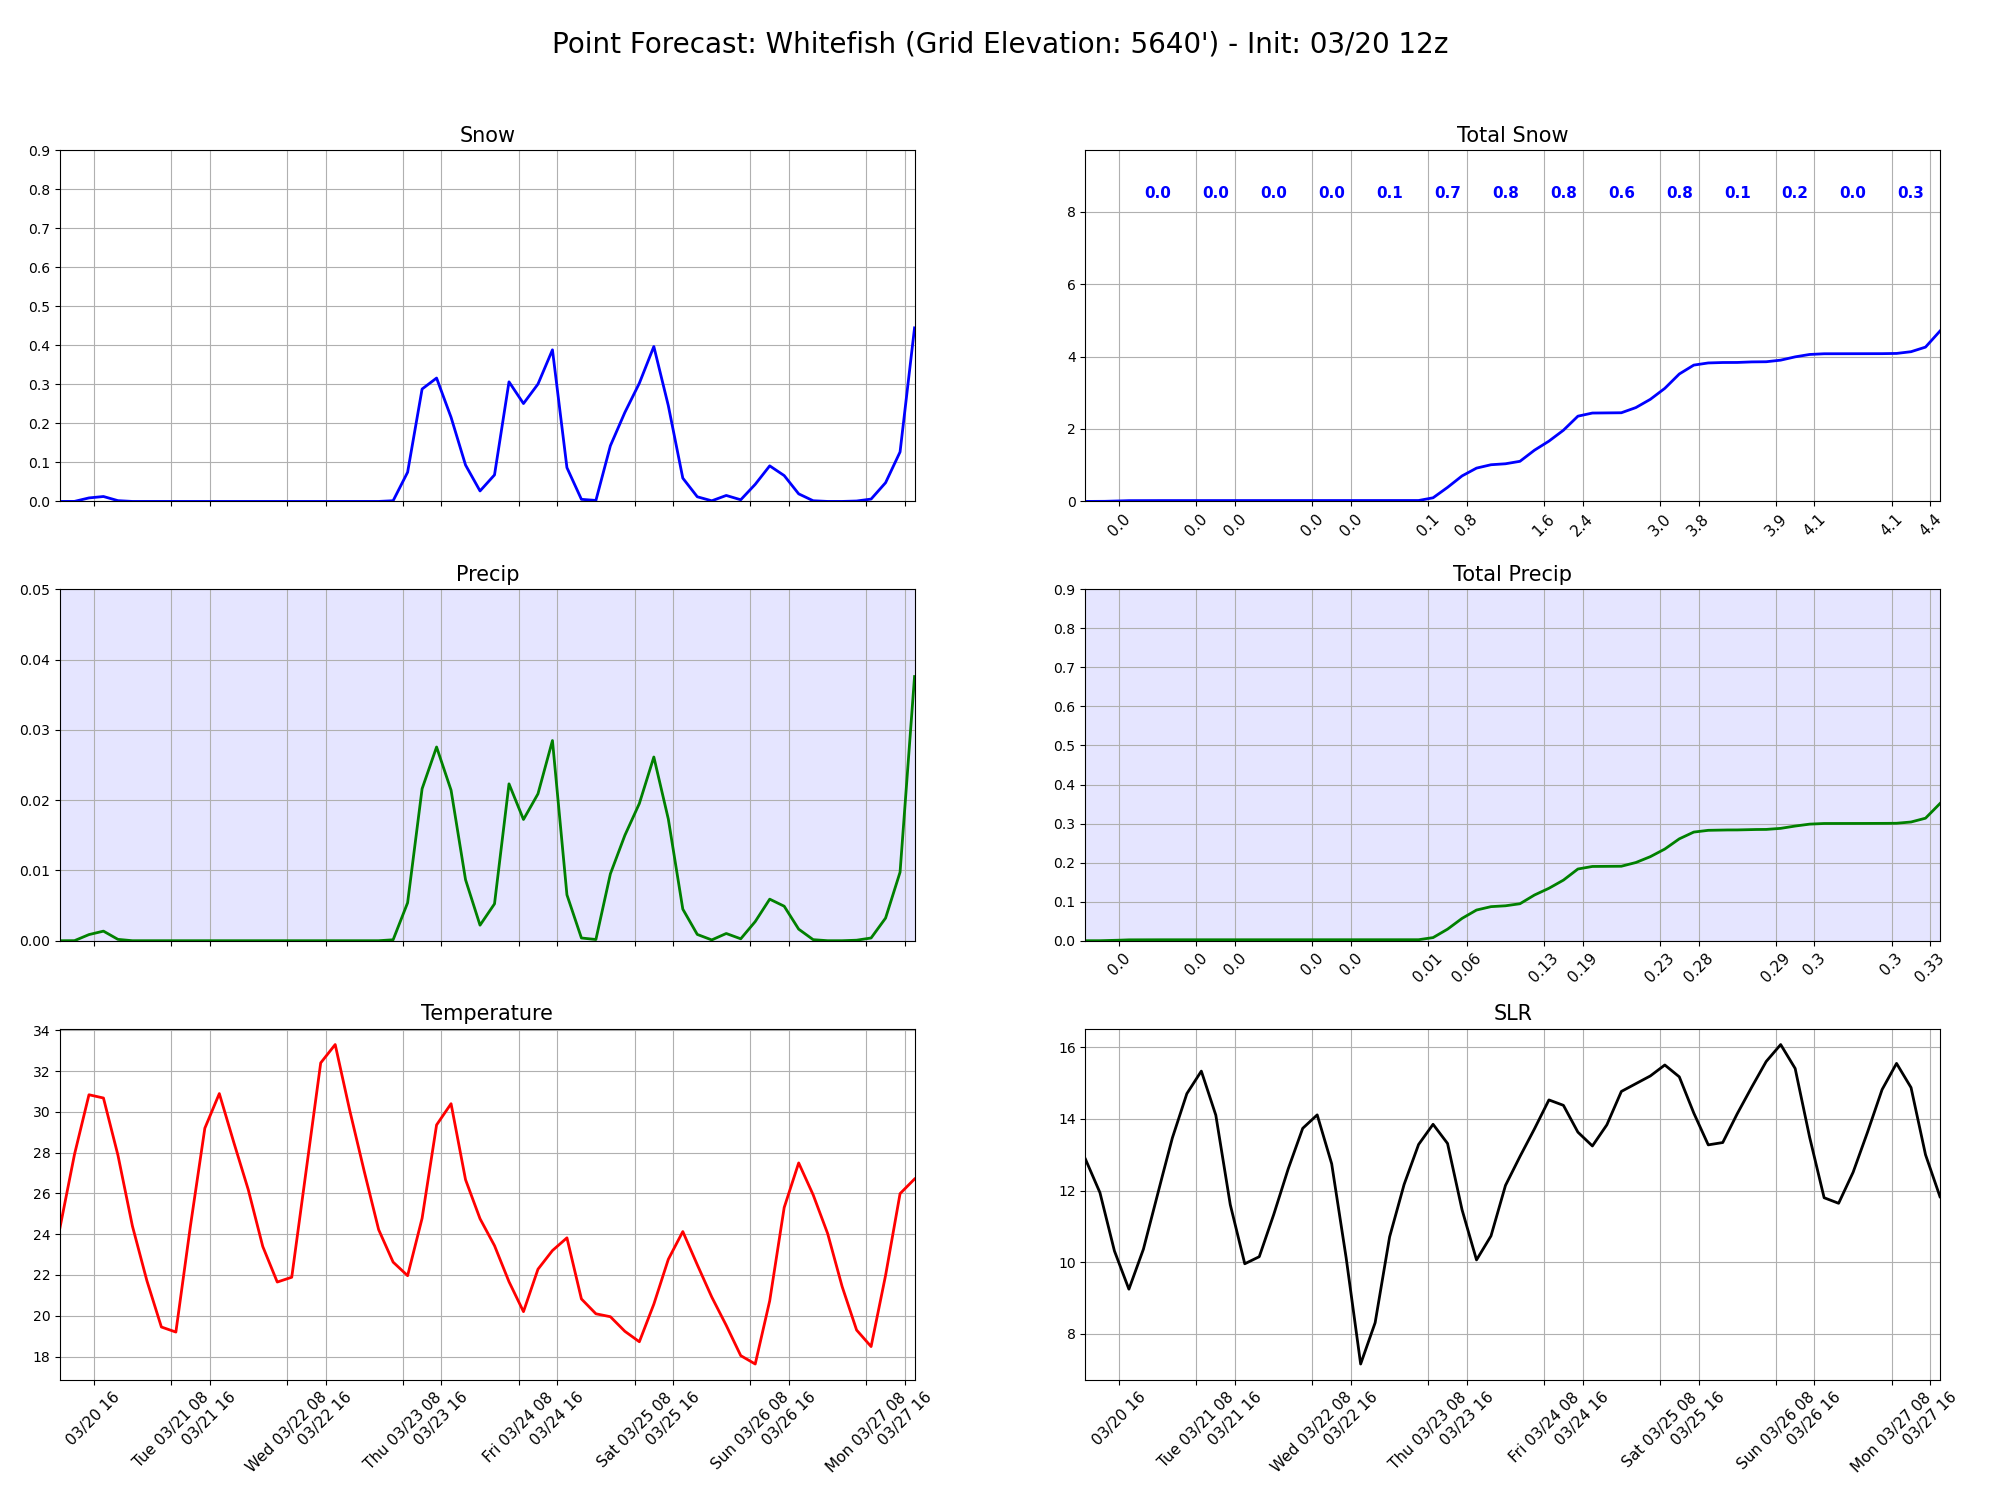 Point Forecast: Whitefish (Grid Elevation: 5640') - Init: 03/20 12z
Snow
0.9
0.8
0.7
0.6
0.5
0.4
0.3
0.2
0.1
0.0
Total Snow
0.0 0.0 0.0 0.0 0.1 0.7 0.8 0.8 0.6 0.8 0.1 0.2 0.0 0.3
8
6
4
2
0
0.0 0.0 0.0 0.0 0.0 0.1 0.8 1.6 2.4 3.0 3.8 3.9 4.1 4.1 4.4
Precip
0.05
0.04
0.03
0.02
0.01
0.00
Total Precip
0.9
0.8
0.7
0.6
0.5
0.4
0.3
0.2
0.1
0.0
0.0 0.0 0.0 0.0 0.0 0.01 0.06 0.13 0.19 0.23 0.28 0.29 0.3 0.3 0.33
Temperature
34
32
30
28
26
24
22
20
18
03/20 16
Tue 03/21 08
03/21 16
Wed 03/22 08
03/22 16
Thu 03/23 08
03/23 16
Fri 03/24 08
03/24 16
Sat 03/25 08
03/25 16
Sun 03/26 08
03/26 16
Mon 03/27 08
03/27 16
SLR
16
14
12
10
8
03/20 16
Tue 03/21 08
03/21 16
Wed 03/22 08
03/22 16
Thu 03/23 08
03/23 16
Fri 03/24 08
03/24 16
Sat 03/25 08
03/25 16
Sun 03/26 08
03/26 16
Mon 03/27 08
03/27 16